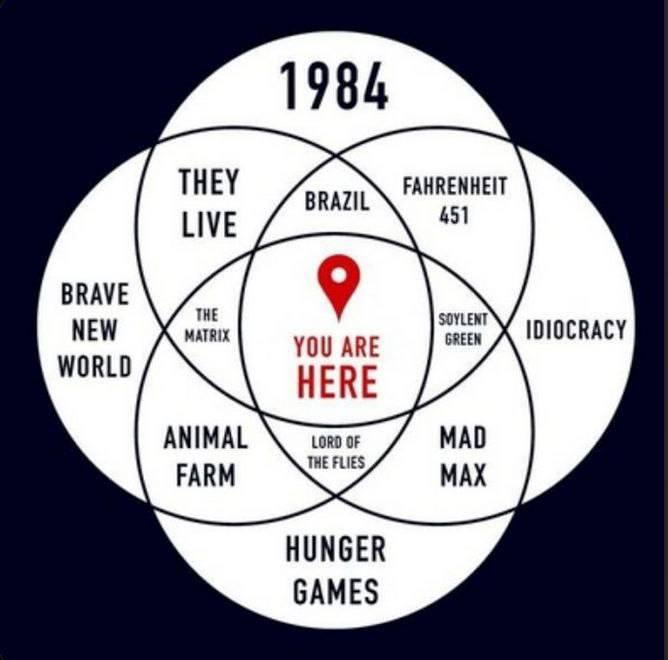 1984
THEY
LIVE
BRAZIL
FAHRENHEIT
451
BRAVE
NEW
WORLD
THE
MATRIX
YOU ARE
HERE
SOYLENT
GREEN
IDIOCRACY
ANIMAL
FARM
LORD OF
THE FLIES
MAD
MAX
HUNGER
GAMES